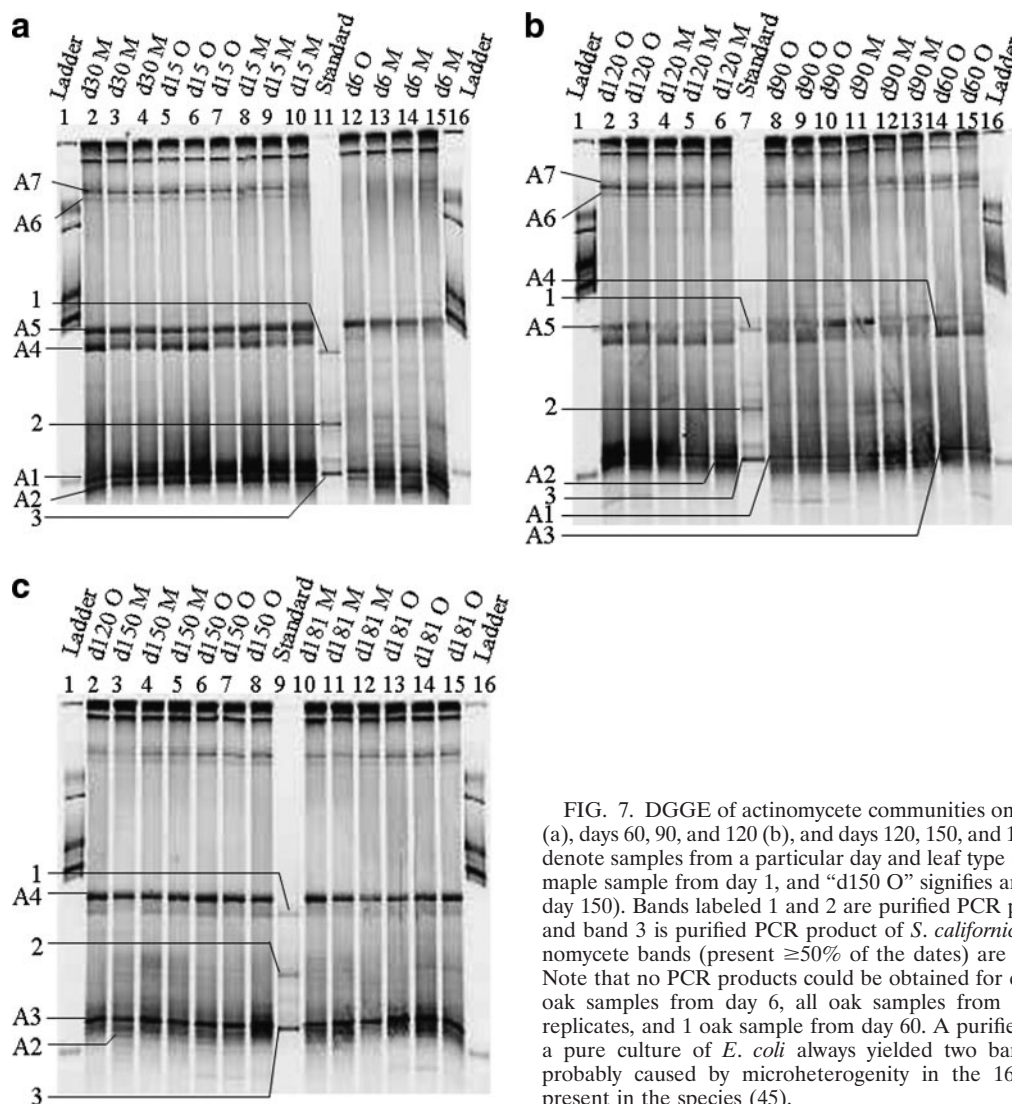 a
Ladder d30 M d30 M d30 M d15 O d15 O d15 O d15 M d15 M d15 M Standard d6 O d6 M d6 M d6 M Ladder
1 2 3 4 5 6 7 8 9 10 11 12 13 14 15 16
A7
A6
1
A5
A4
2
A1
A2
3
b
Ladder d120 O d120 O d120 M d120 M d120 M Standard d90 O d90 O d90 O d90 M d90 M d90 M d60 O d60 O Ladder
1 2 3 4 5 6 7 8 9 10 11 12 13 14 15 16
A7
A6
A4
1
A5
2
A2
3
A1
A3
c
Ladder d120 O d150 M d150 M d150 M d150 O d150 O d150 O Standard d181 M d181 M d181 M d181 O d181 O d181 O Ladder
1 2 3 4 5 6 7 8 9 10 11 12 13 14 15 16
1
A4
2
A3
A2
3
FIG. 7. DGGE of actinomycete communities on
(a), days 60, 90, and 120 (b), and days 120, 150, and 1
denote samples from a particular day and leaf type
maple sample from day 1, and “d150 O” signifies a
day 150). Bands labeled 1 and 2 are purified PCR p
and band 3 is purified PCR product of S. californic
nomycete bands (present ≥50% of the dates) are
Note that no PCR products could be obtained for
oak samples from day 6, all oak samples from
replicates, and 1 oak sample from day 60. A purifie
a pure culture of E. coli always yielded two ba
probably caused by microheterogenity in the 16
present in the species (45).